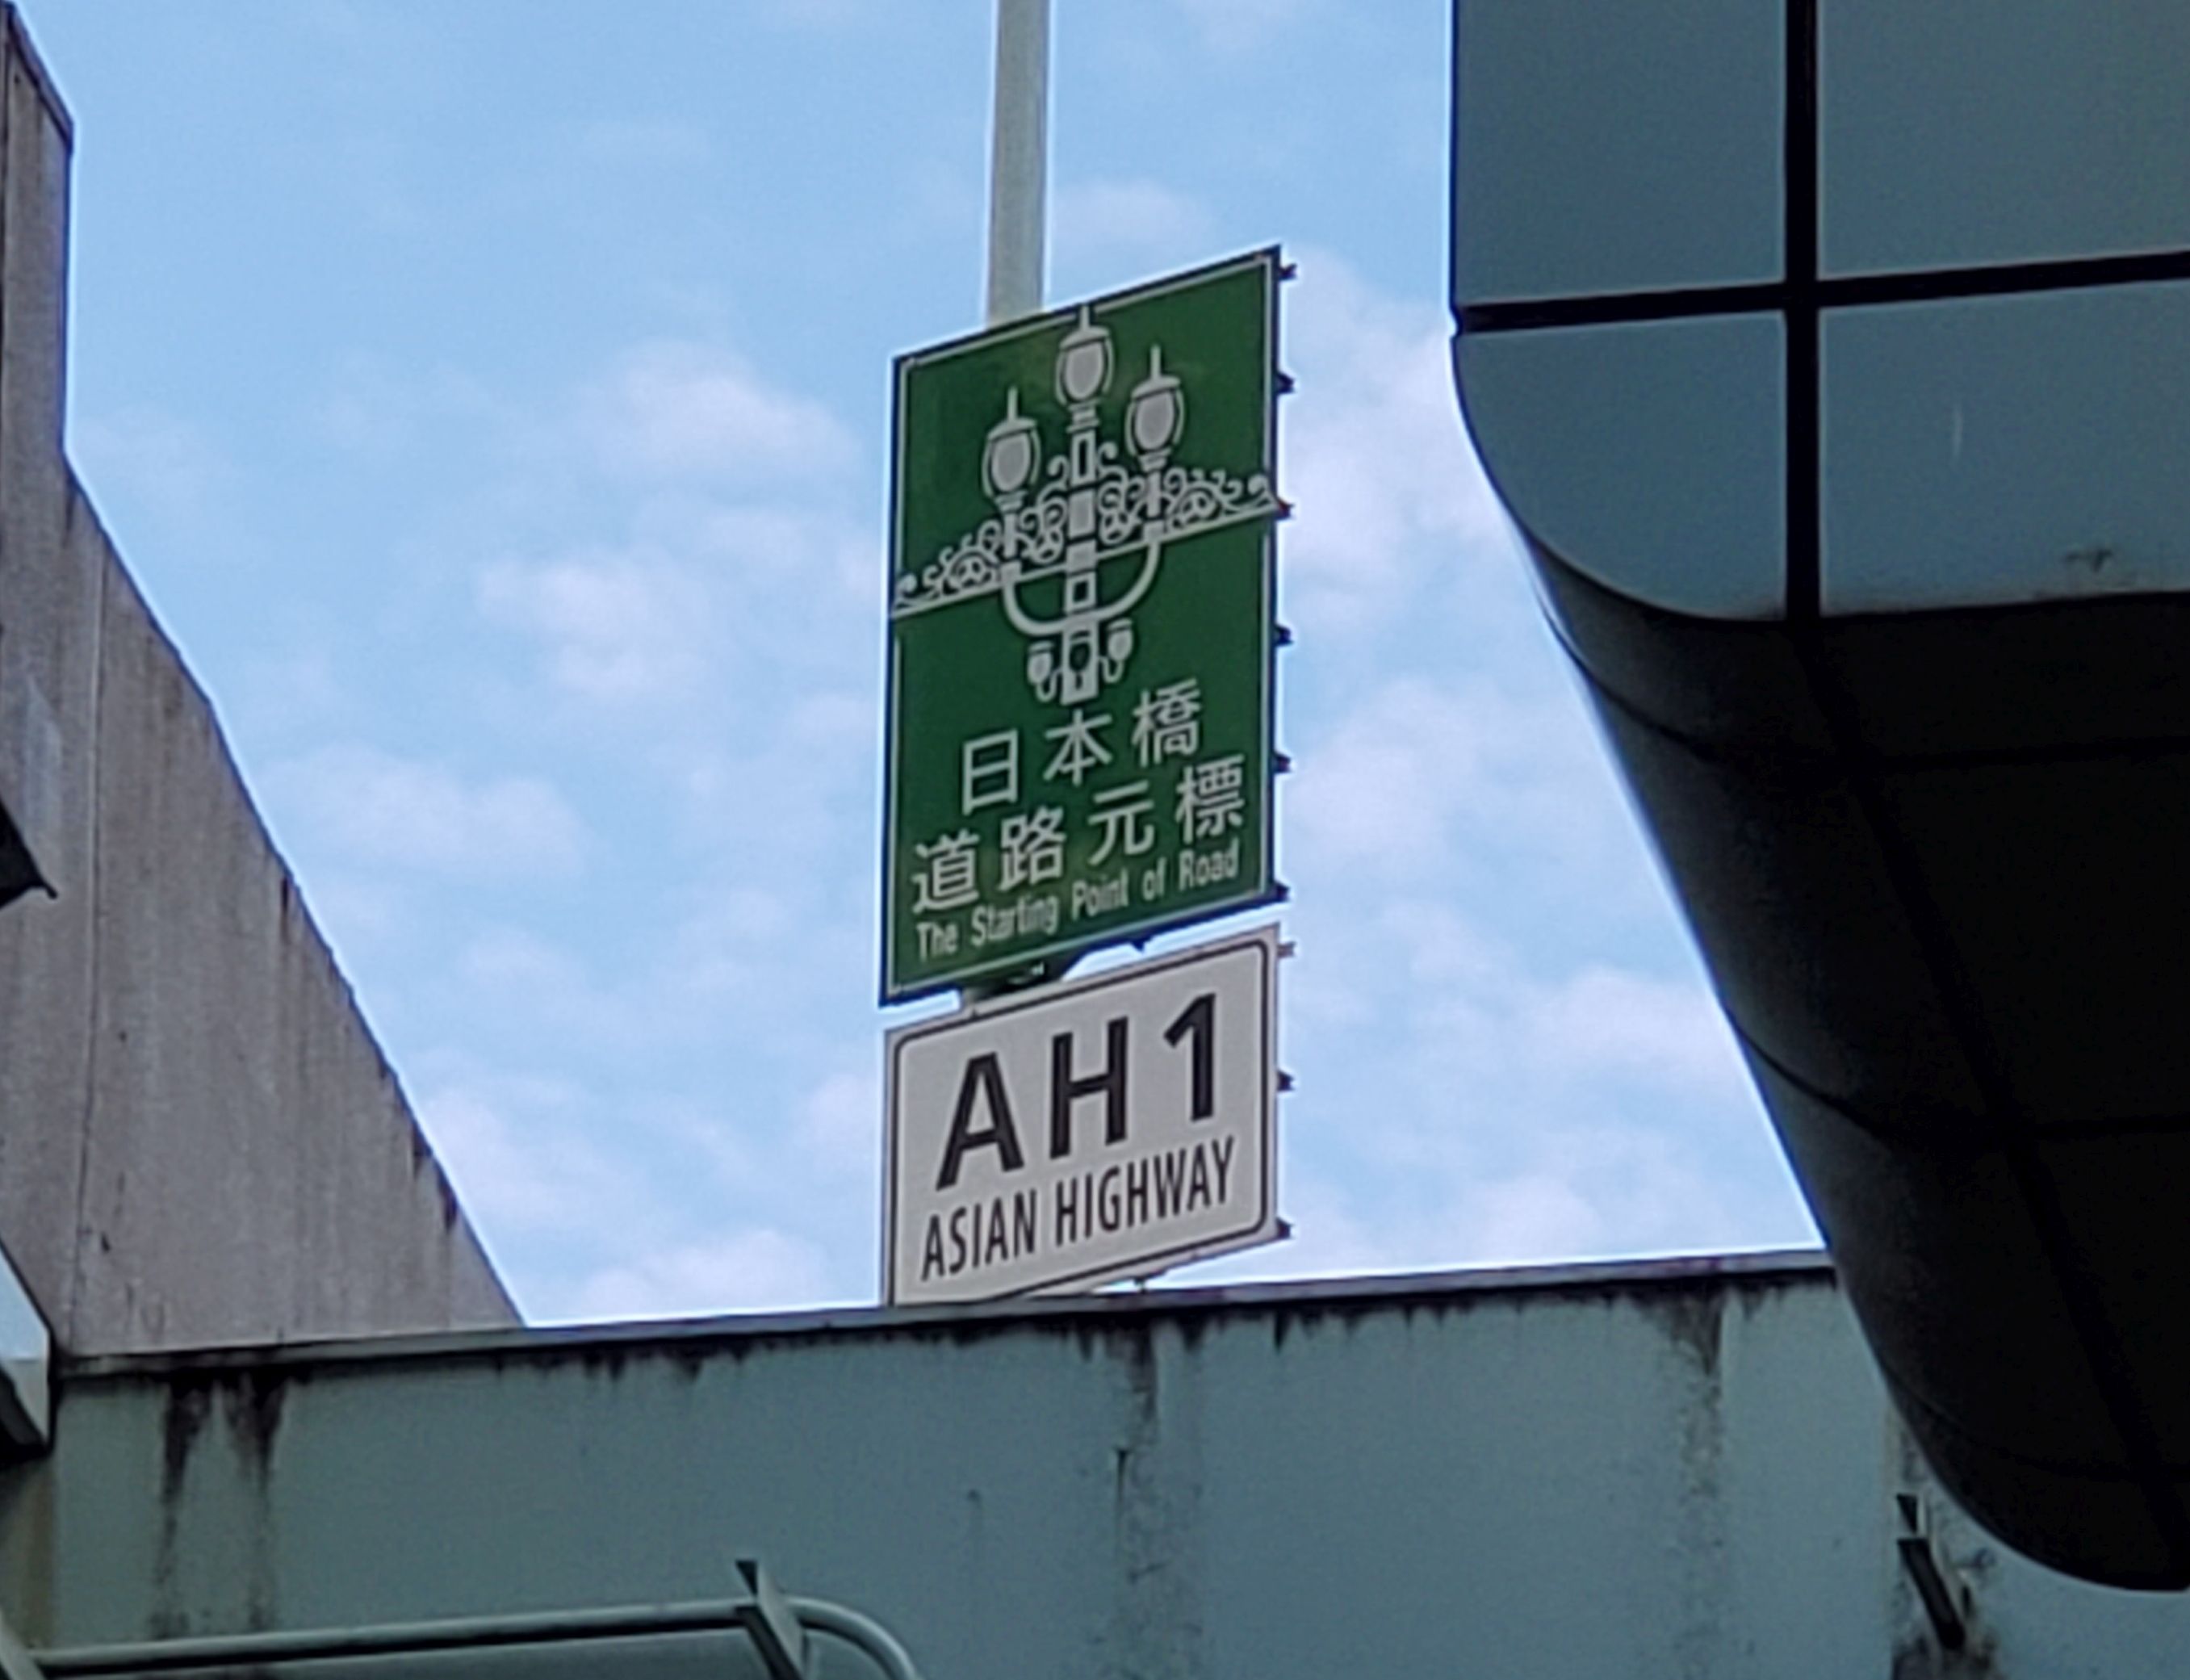 日本橋
道路元標
The Starting Point of Road
AH1
ASIAN HIGHWAY